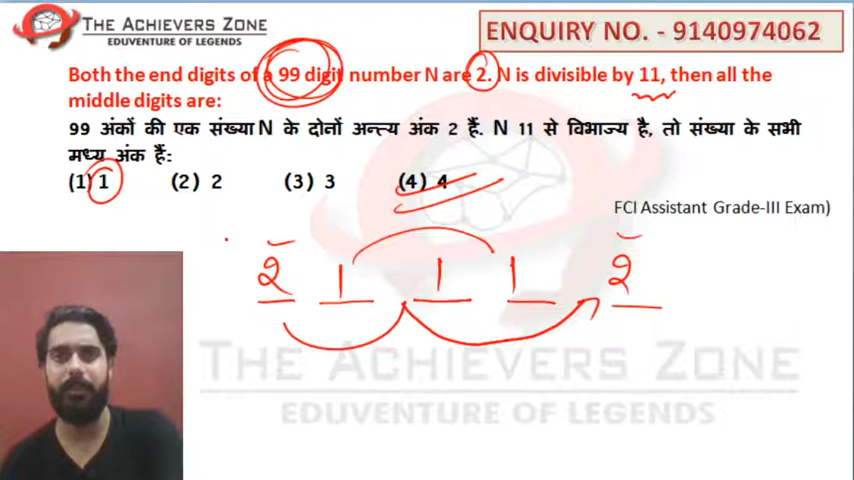 THE ACHIEVERS ZONE
EDUVENTURE OF LEGENDS
ENQUIRY NO. - 9140974062
Both the end digits of a 99 digit number N are 2. N is divisible by 11, then all the
middle digits are:
99 अंकों की एक संख्या N के दोनों अन्त्य अंक 2 हैं. N 11 से विभाज्य है, तो संख्या के सभी
मध्य अंक हैं:
(1) 1 (2) 2 (3) 3 (4) 4
FCI Assistant Grade-III Exam)
2 1 1 1 2
THE ACHIEVERS ZONE
EDUVENTURE OF LEGENDS